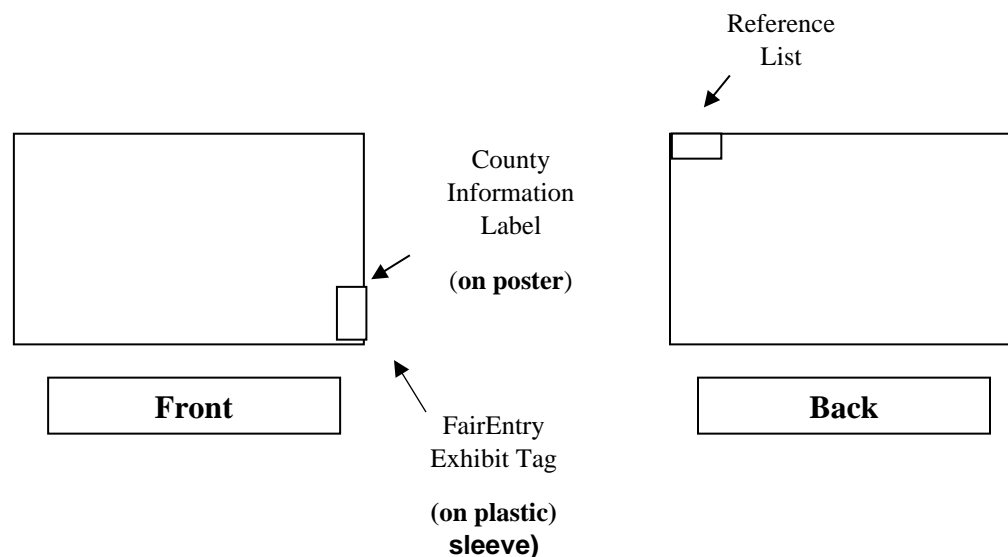 Reference
List
County
Information
Label
(on poster)
Front
Back
FairEntry
Exhibit Tag
(on plastic)
sleeve)